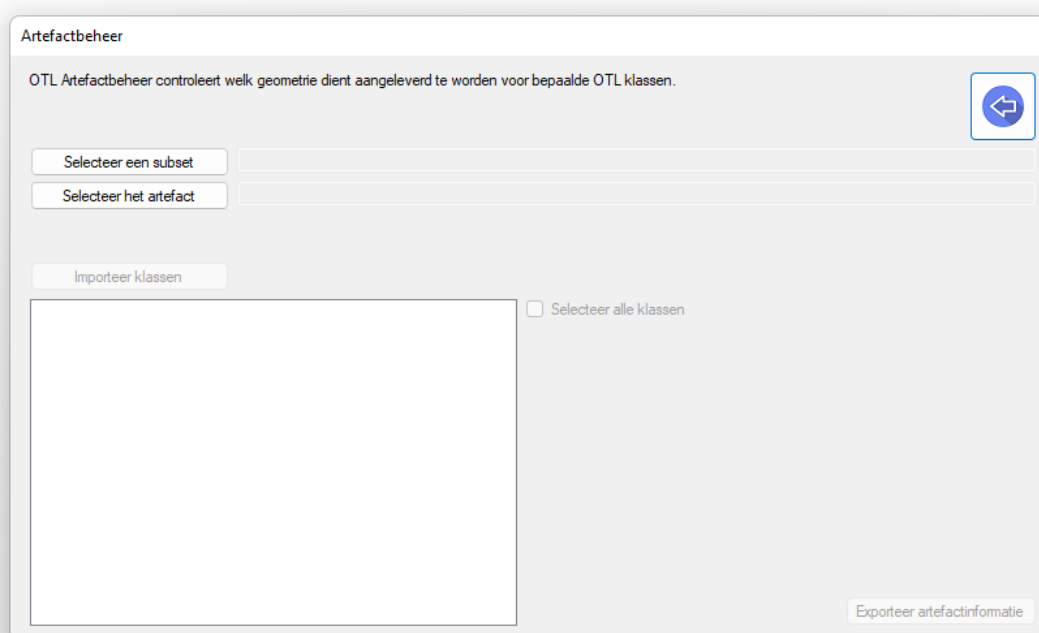 Artefactbeheer
OTL Artefactbeheer controleert welk geometrie dient aangeleverd te worden voor bepaalde OTL klassen.
Selecteer een subset
Selecteer het artefact
Importeer klassen
Selecteer alle klassen
Exporteer artefactinformatie